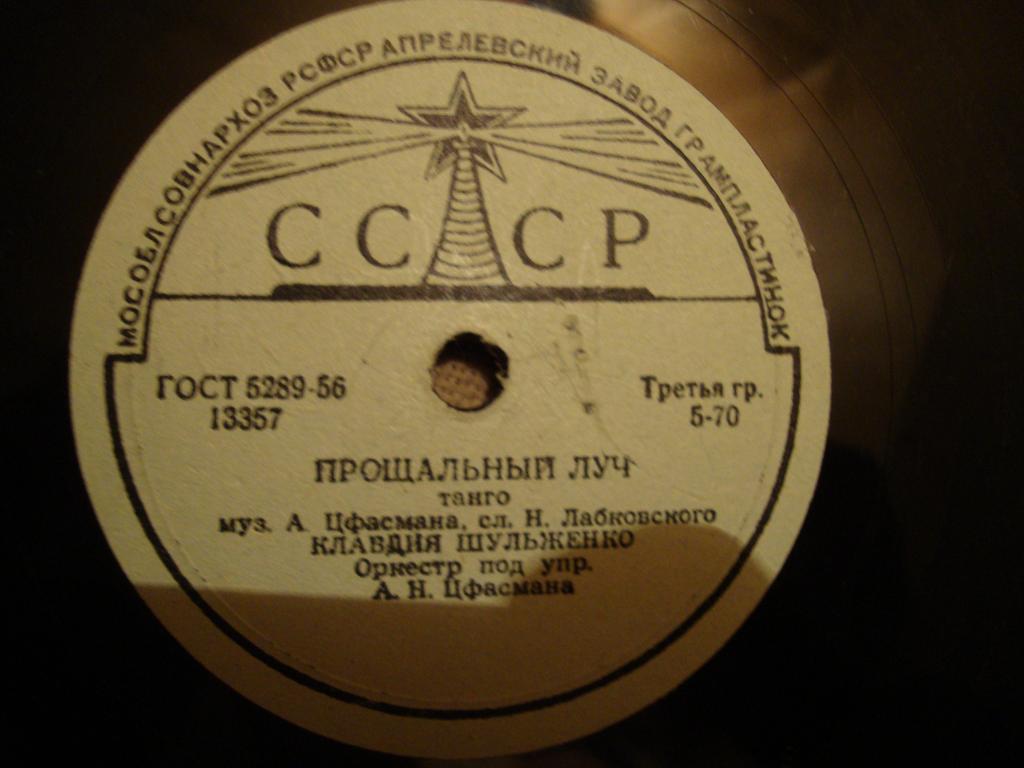 МОСОБЛСОВНАРХОЗ РСФСР АПРЕЛЕВСКИЙ ЗАВОД ГРАМПЛАСТИНОК
СССР
ГОСТ 5289-56
13357
Третья гр.
5-70
ПРОЩАЛЬНЫЙ ЛУЧ
танго
муз. А. Цфасмана, сл. Н. Лабковского
КЛАВДИЯ ШУЛЬЖЕНКО
Оркестр под упр.
А. Н. Цфасмана